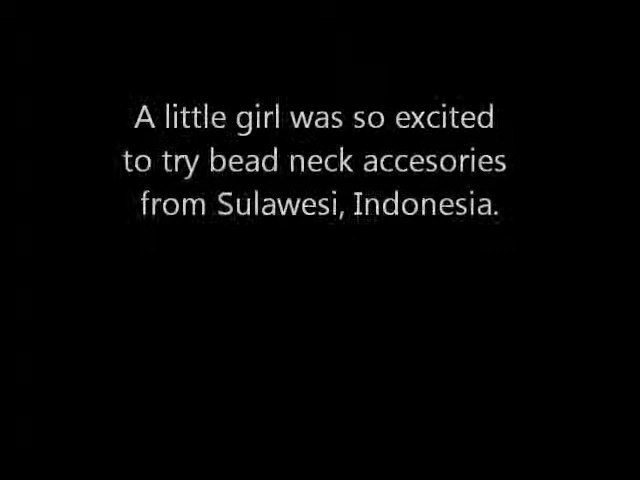 A little girl was so excited
to try bead neck accesories
from Sulawesi, Indonesia.